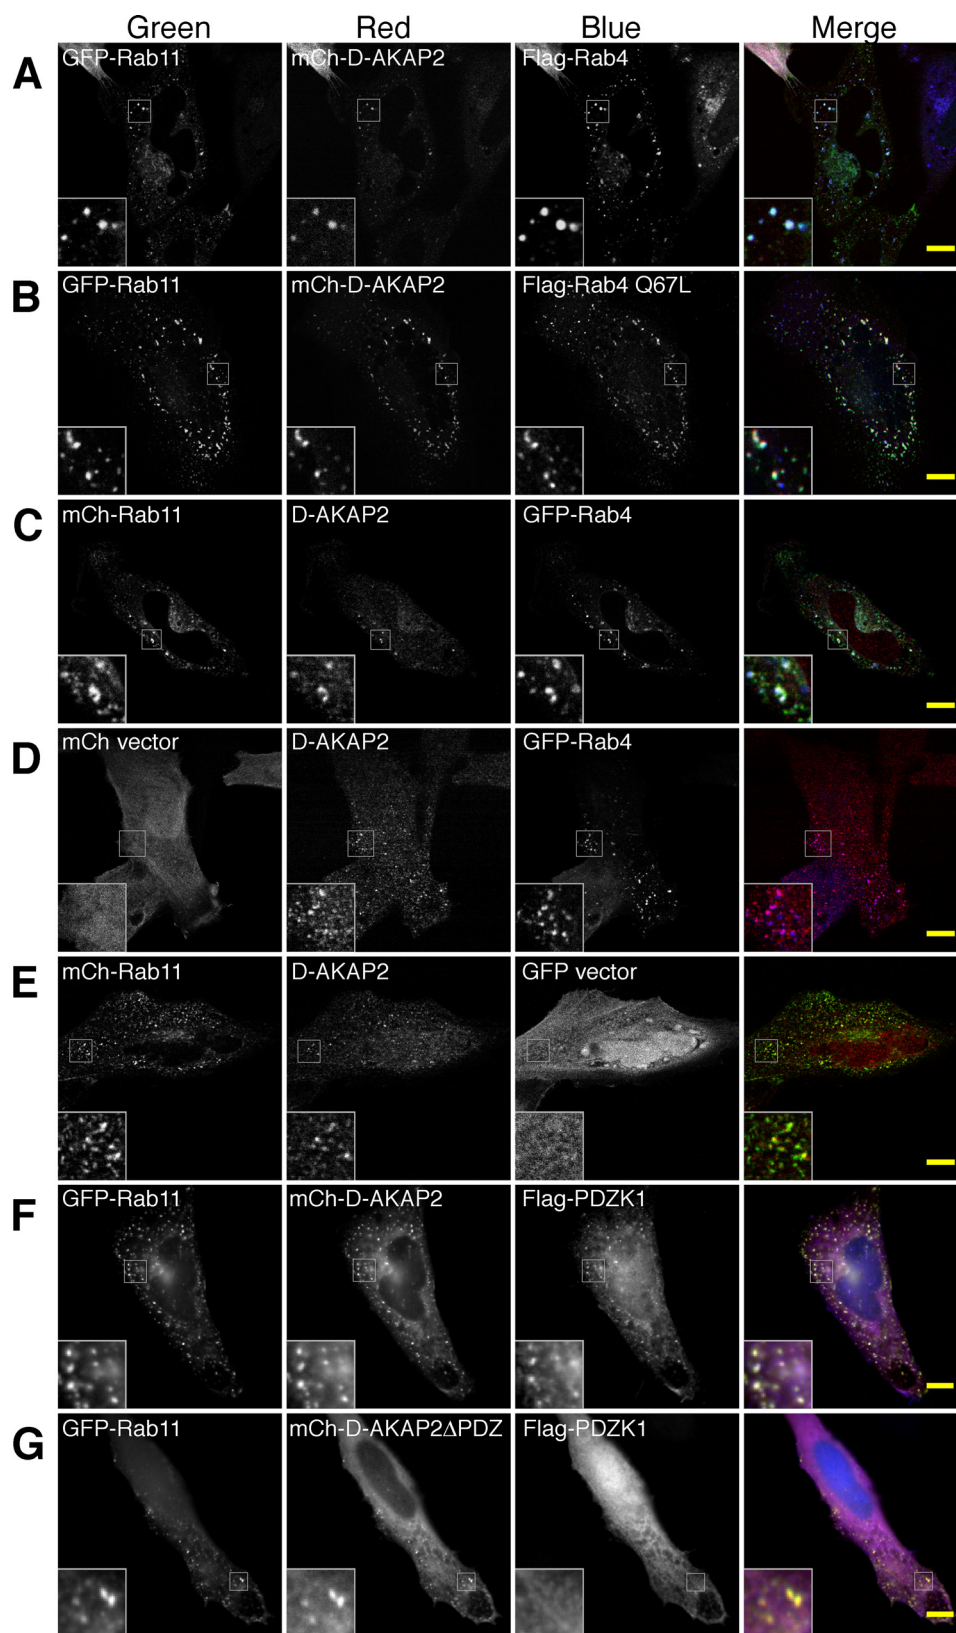 Green Red Blue Merge
A GFP-Rab11 mCh-D-AKAP2 Flag-Rab4
B GFP-Rab11 mCh-D-AKAP2 Flag-Rab4 Q67L
C mCh-Rab11 D-AKAP2 GFP-Rab4
D mCh vector D-AKAP2 GFP-Rab4
E mCh-Rab11 D-AKAP2 GFP vector
F GFP-Rab11 mCh-D-AKAP2 Flag-PDZK1
G GFP-Rab11 mCh-D-AKAP2ΔPDZ Flag-PDZK1